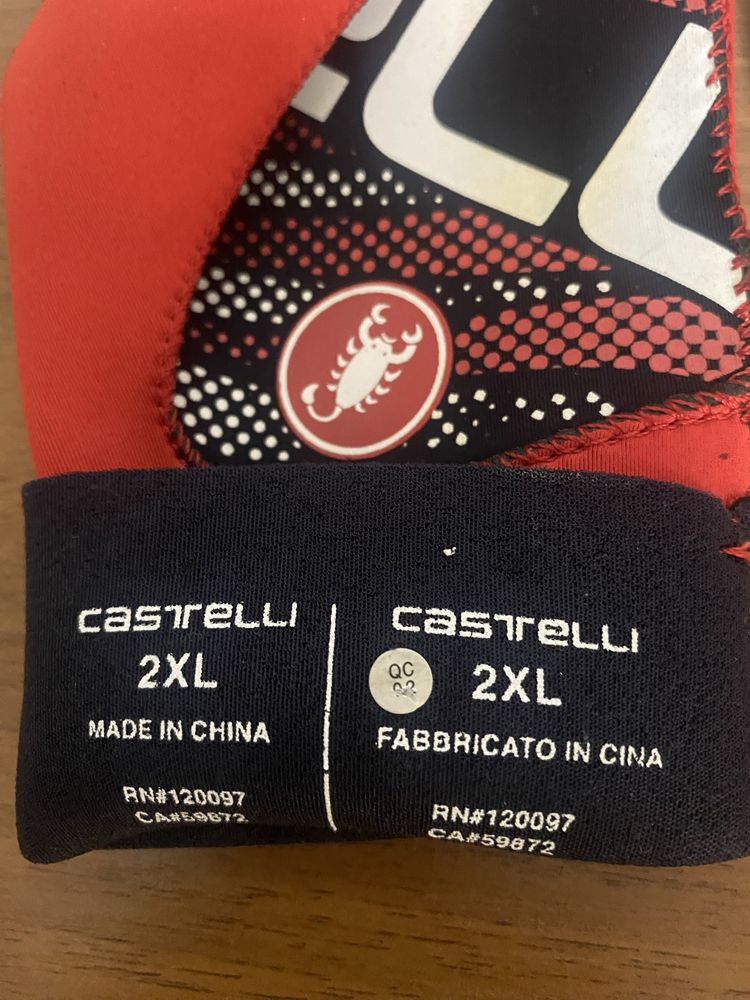 castelli
2XL
MADE IN CHINA
RN#120097
CA#59872
castelli
QC
2XL
FABBRICATO IN CINA
RN#120097
CA#59872